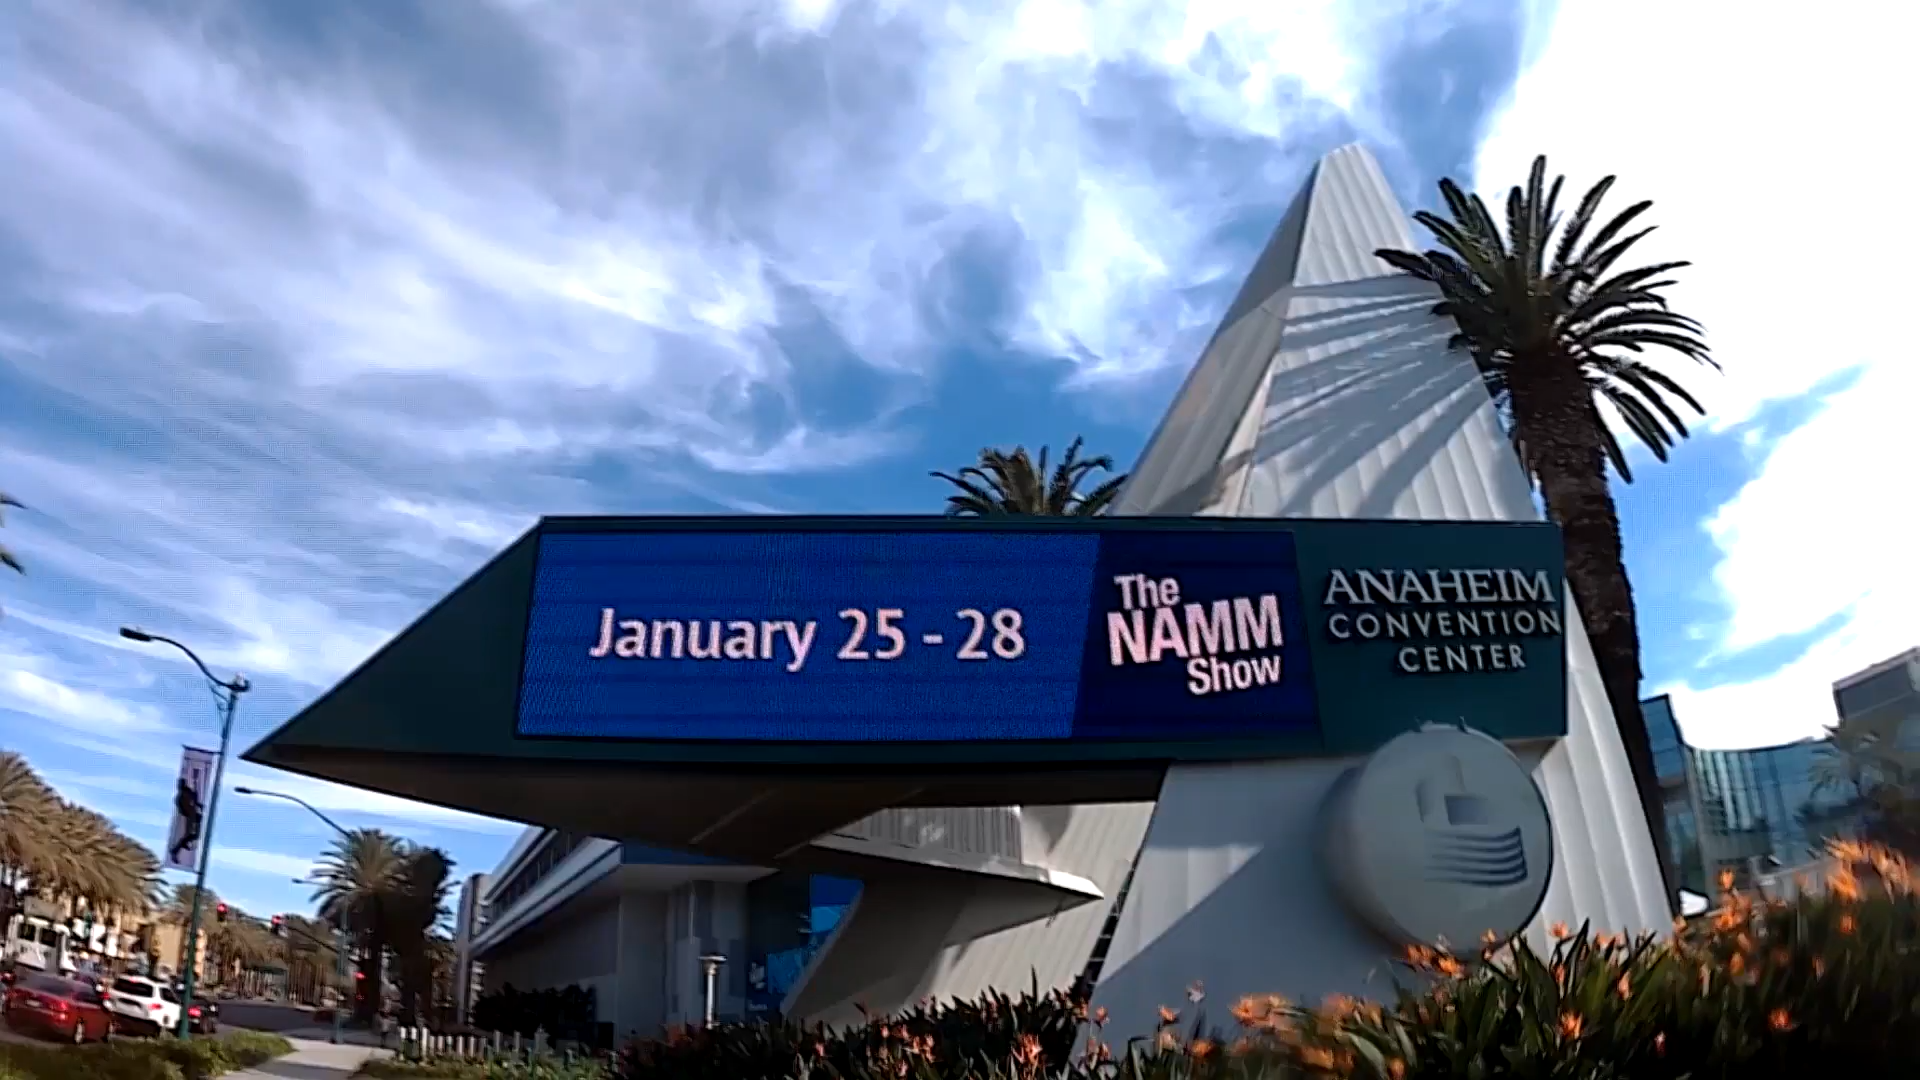 January 25 - 28
The
NAMM
Show
ANAHEIM
CONVENTION
CENTER